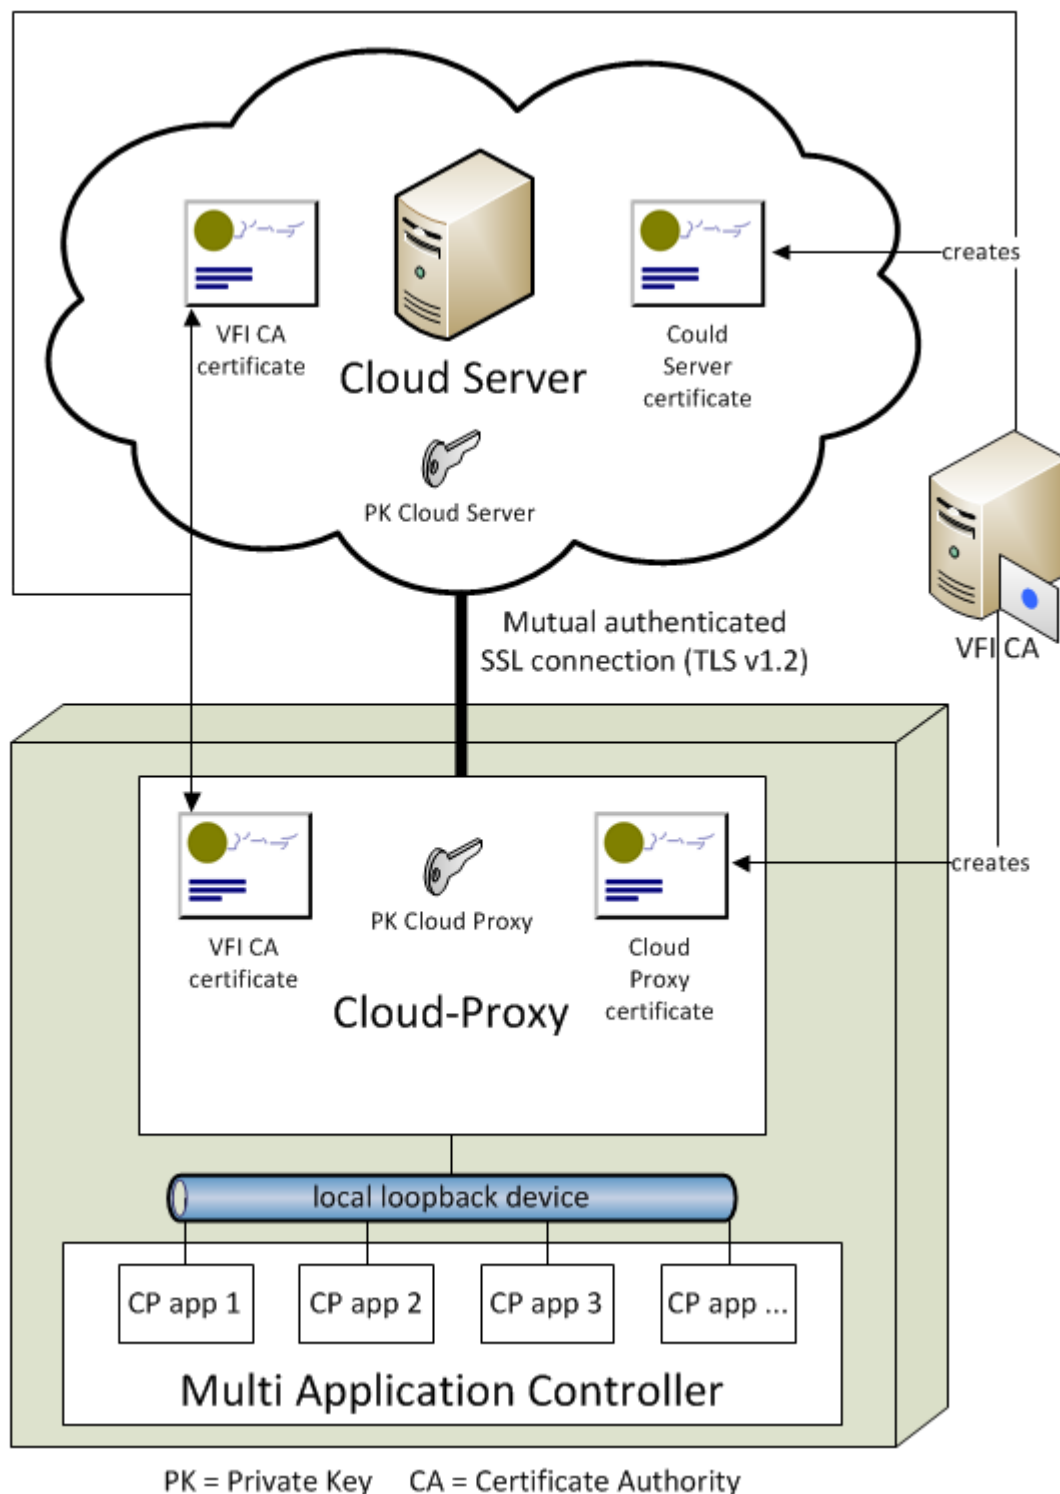 creates
VFI CA
certificate
Cloud Server
Could
Server
certificate
PK Cloud Server
Mutual authenticated
SSL connection (TLS v1.2)
VFI CA
creates
VFI CA
certificate
PK Cloud Proxy
Cloud
Proxy
certificate
Cloud-Proxy
local loopback device
CP app 1
CP app 2
CP app 3
CP app ...
Multi Application Controller
PK = Private Key CA = Certificate Authority